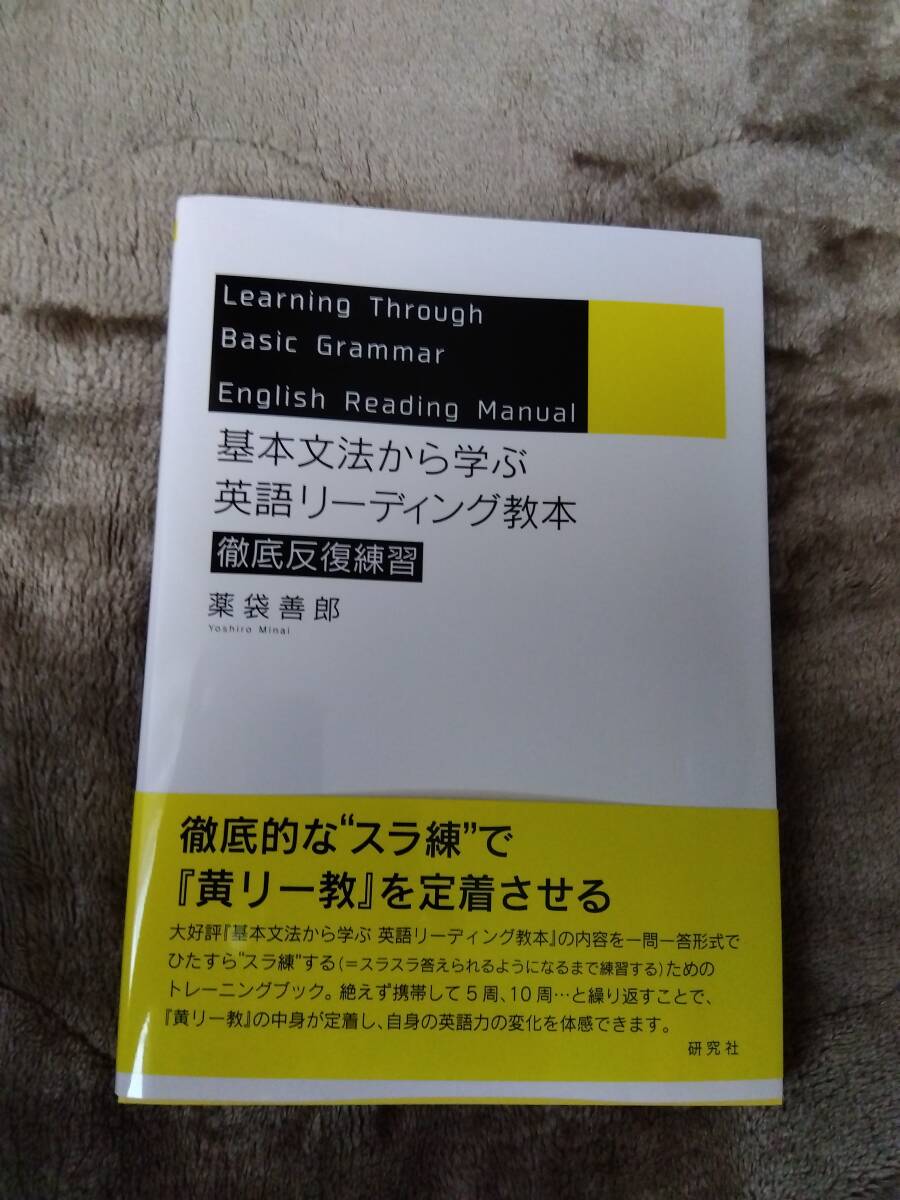 Learning Through
Basic Grammar
English Reading Manual
基本文法から学ぶ
英語リーディング教本
徹底反復練習
薬袋善郎
Yoshiro Minai
徹底的な“スラ練”で
『黄リー教』を定着させる
大好評『基本文法から学ぶ 英語リーディング教本』の内容を一問一答形式で
ひたすら“スラ練”する(=スラスラ答えられるようになるまで練習する)ための
トレーニングブック。絶えず携帯して5周、10周…と繰り返すことで、
『黄リー教』の中身が定着し、自身の英語力の変化を体感できます。
研究社